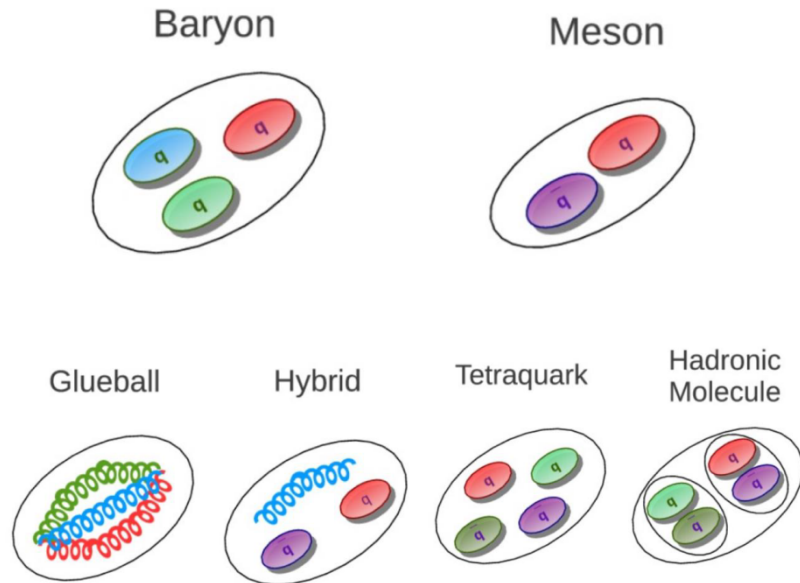 Baryon
Meson
q
q
q
q
q̅
Glueball
Hybrid
Tetraquark
Hadronic
Molecule
q
q̅
q
q
q̅
q̅
q
q̅
q
q̅